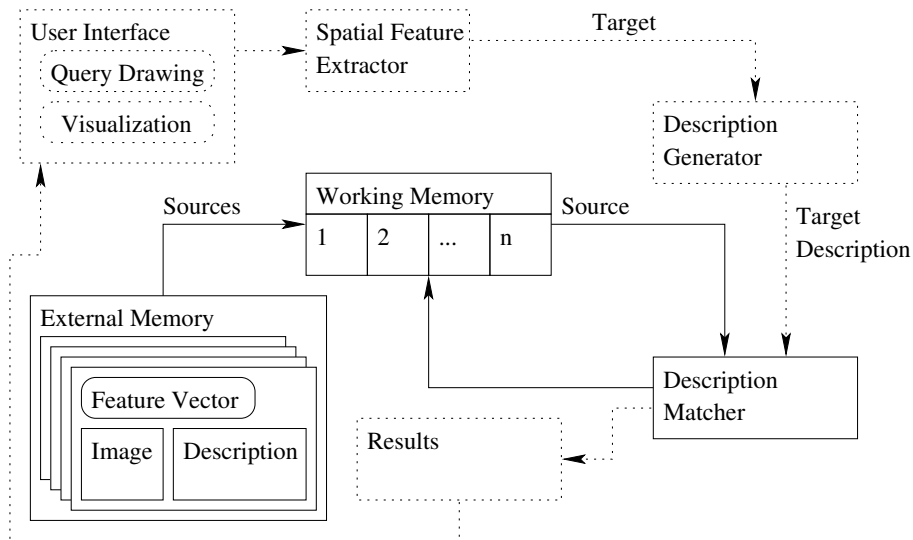 User Interface
Query Drawing
Visualization
Spatial Feature
Extractor
Target
Description
Generator
Target
Description
Sources
Working Memory
1 2 ... n
Source
External Memory
Feature Vector
Image Description
Description
Matcher
Results